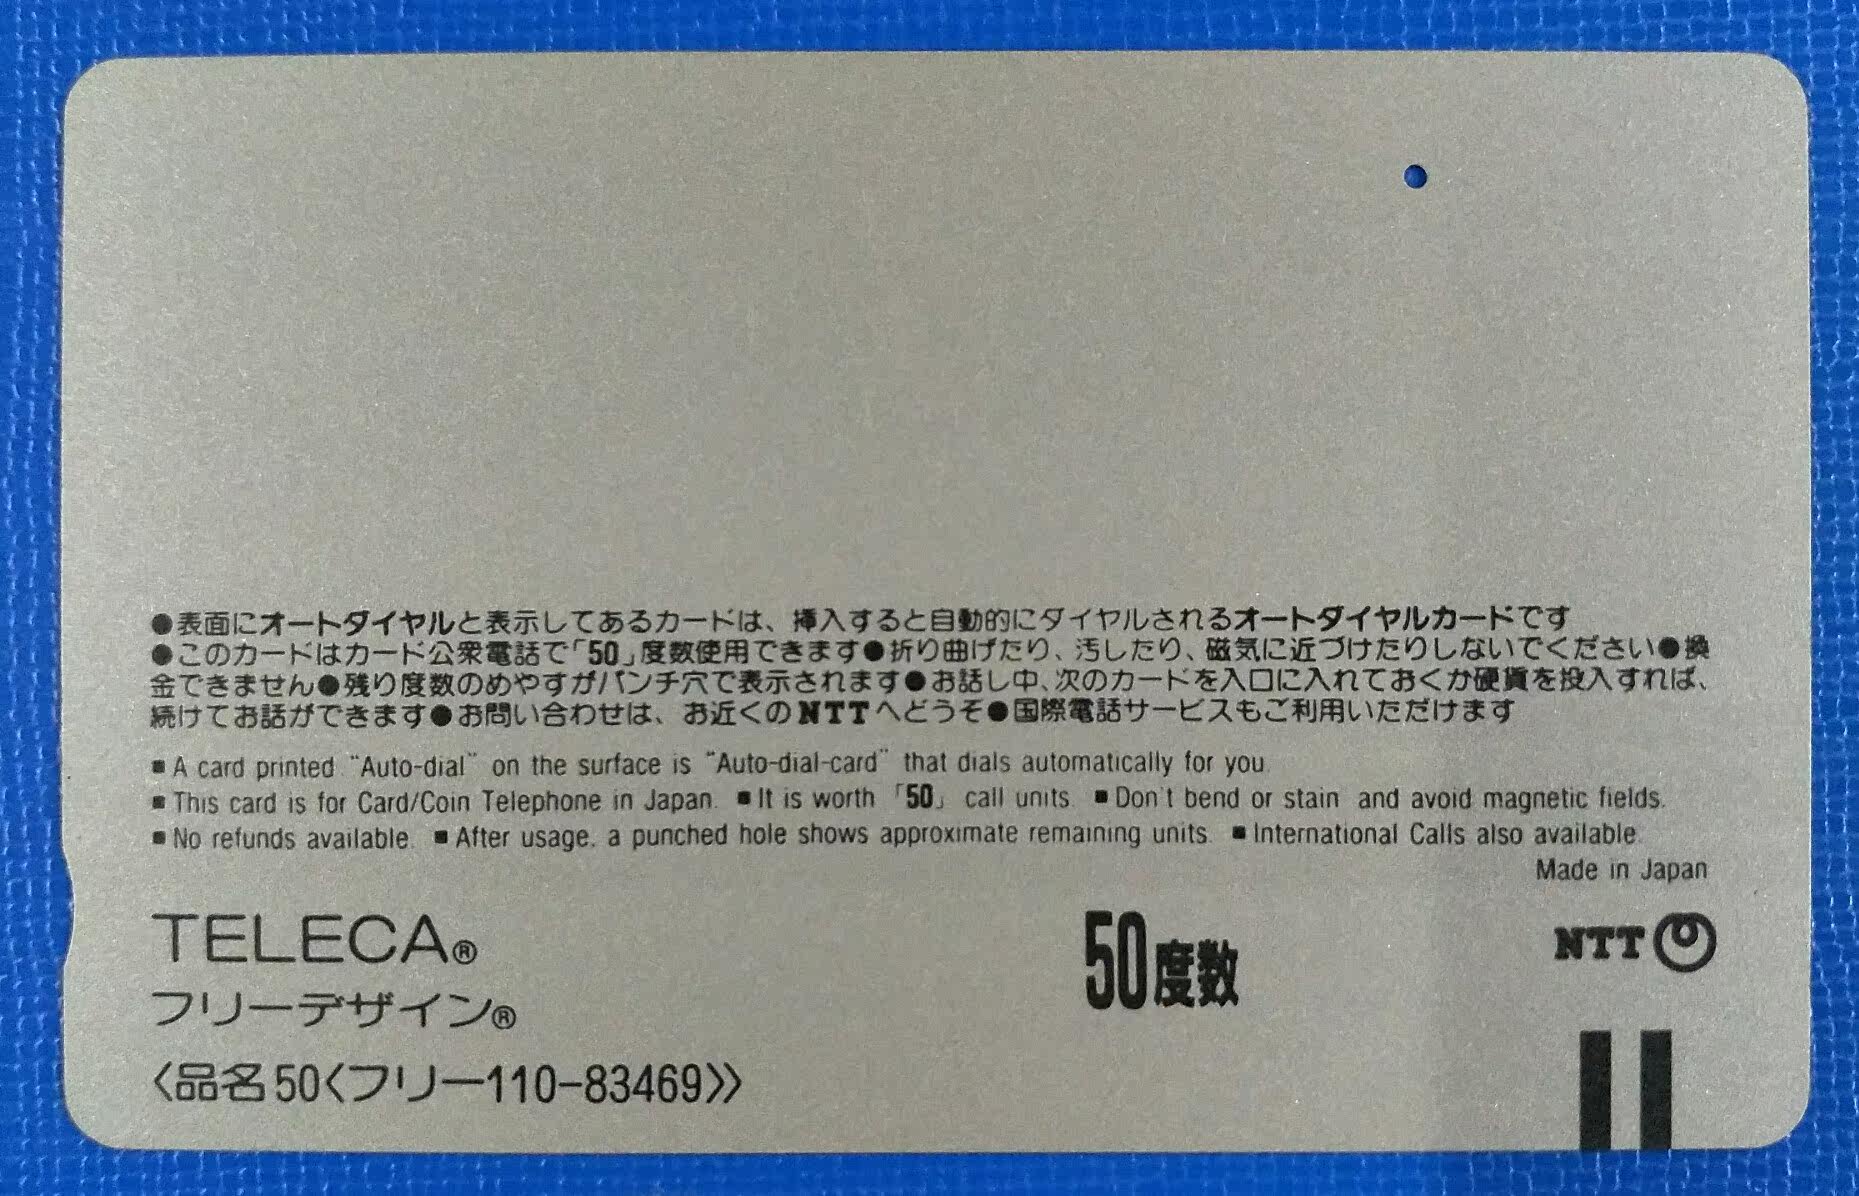 ●表面にオートダイヤルと表示してあるカードは、挿入すると自動的にダイヤルされるオートダイヤルカードです
●このカードはカード公衆電話で「50」度数使用できます●折り曲げたり、汚したり、磁気に近づけたりしないでください●換
金できません●残り度数のめやすがパンチ穴で表示されます●お話し中、次のカードを入口に入れておくか硬貨を投入すれば、
続けてお話ができます●お問い合わせは、お近くのNTTへどうぞ●国際電話サービスもご利用いただけます
■A card printed "Auto-dial" on the surface is "Auto-dial-card" that dials automatically for you.
■This card is for Card/Coin Telephone in Japan. ■It is worth「50」call units. ■Don't bend or stain and avoid magnetic fields.
■No refunds available. ■After usage, a punched hole shows approximate remaining units. ■International Calls also available.
Made in Japan
TELECA®
フリーデザイン®
〈品名50〈フリー110-83469〉〉
50度数
NTT